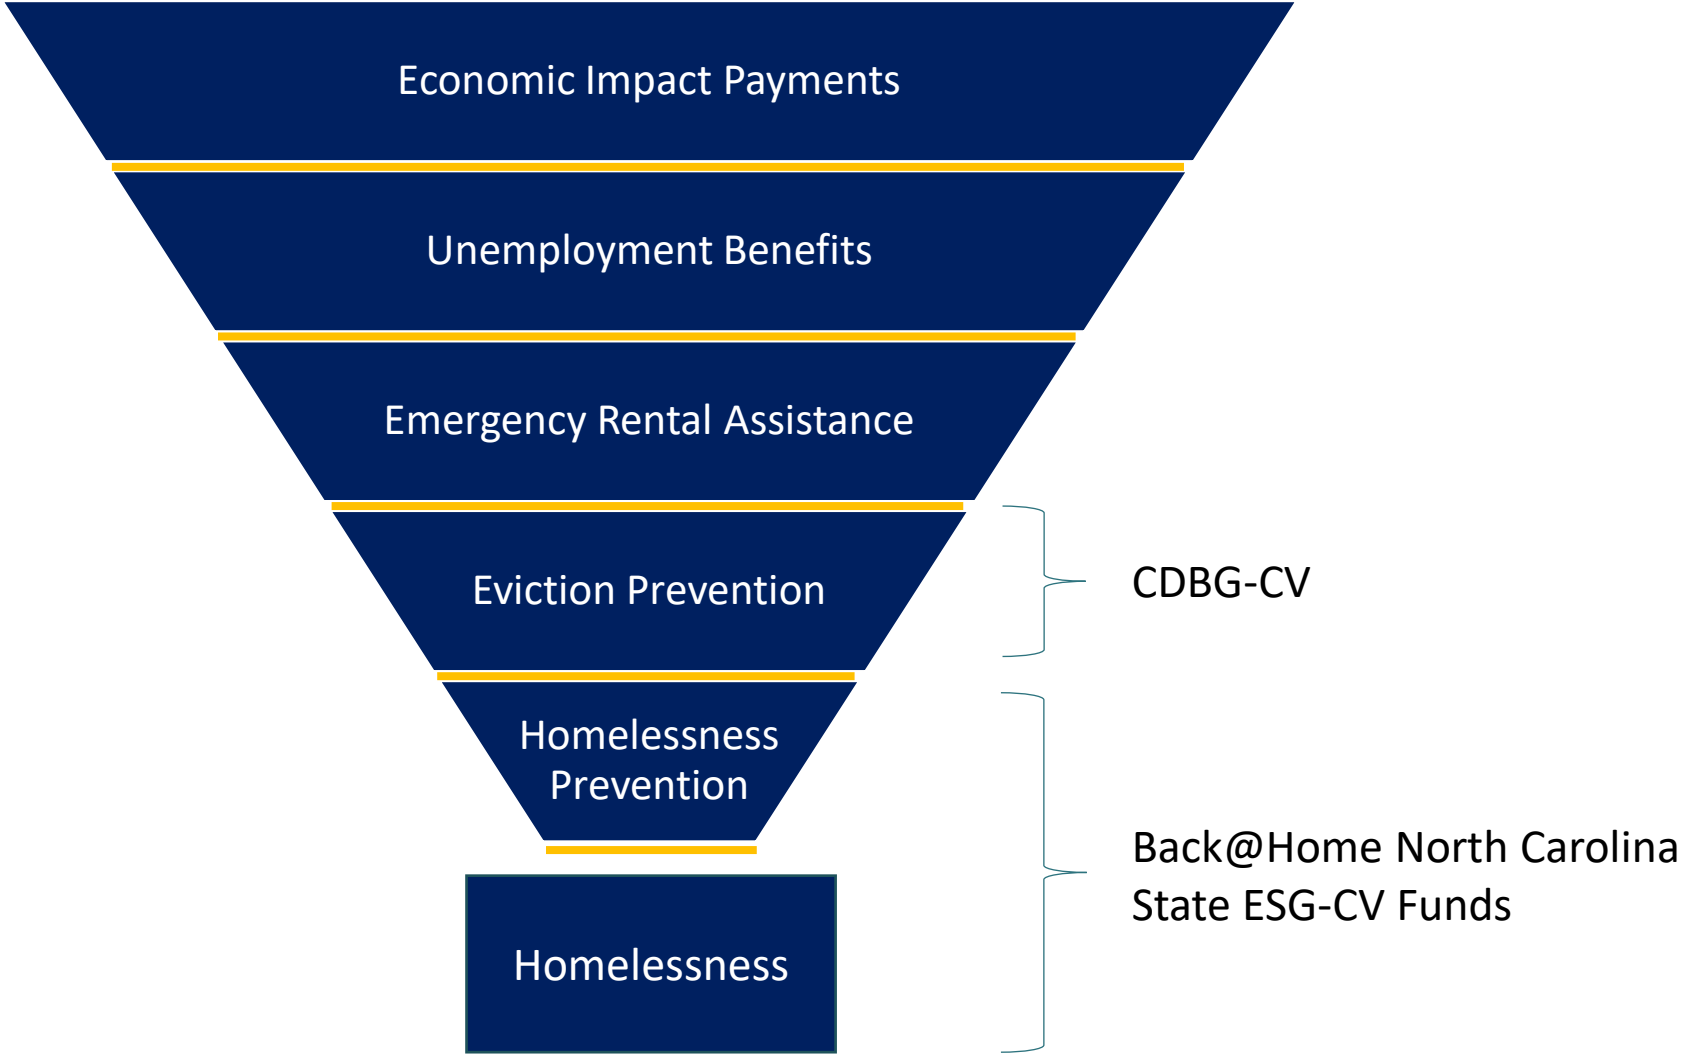 Economic Impact Payments
Unemployment Benefits
Emergency Rental Assistance
Eviction Prevention
CDBG-CV
Homelessness
Prevention
Back@Home North Carolina
State ESG-CV Funds
Homelessness